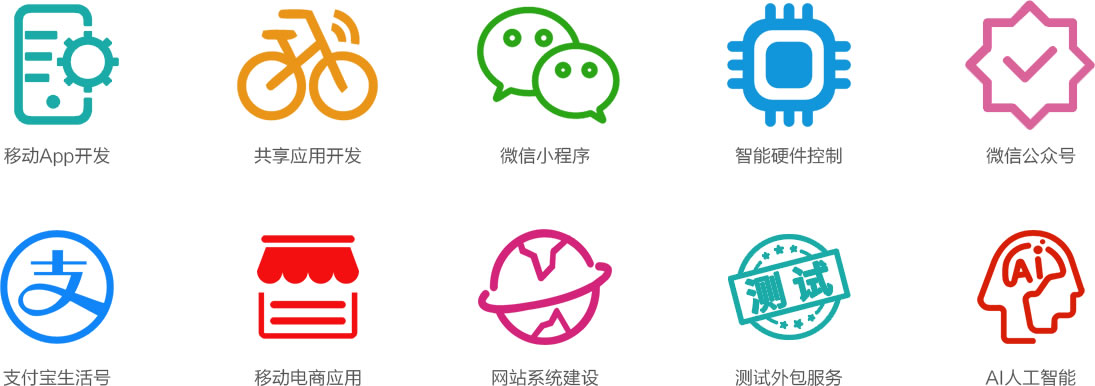 移动App开发
共享应用开发
微信小程序
智能硬件控制
微信公众号
支
测试
Ai
支付宝生活号
移动电商应用
网站系统建设
测试外包服务
AI人工智能